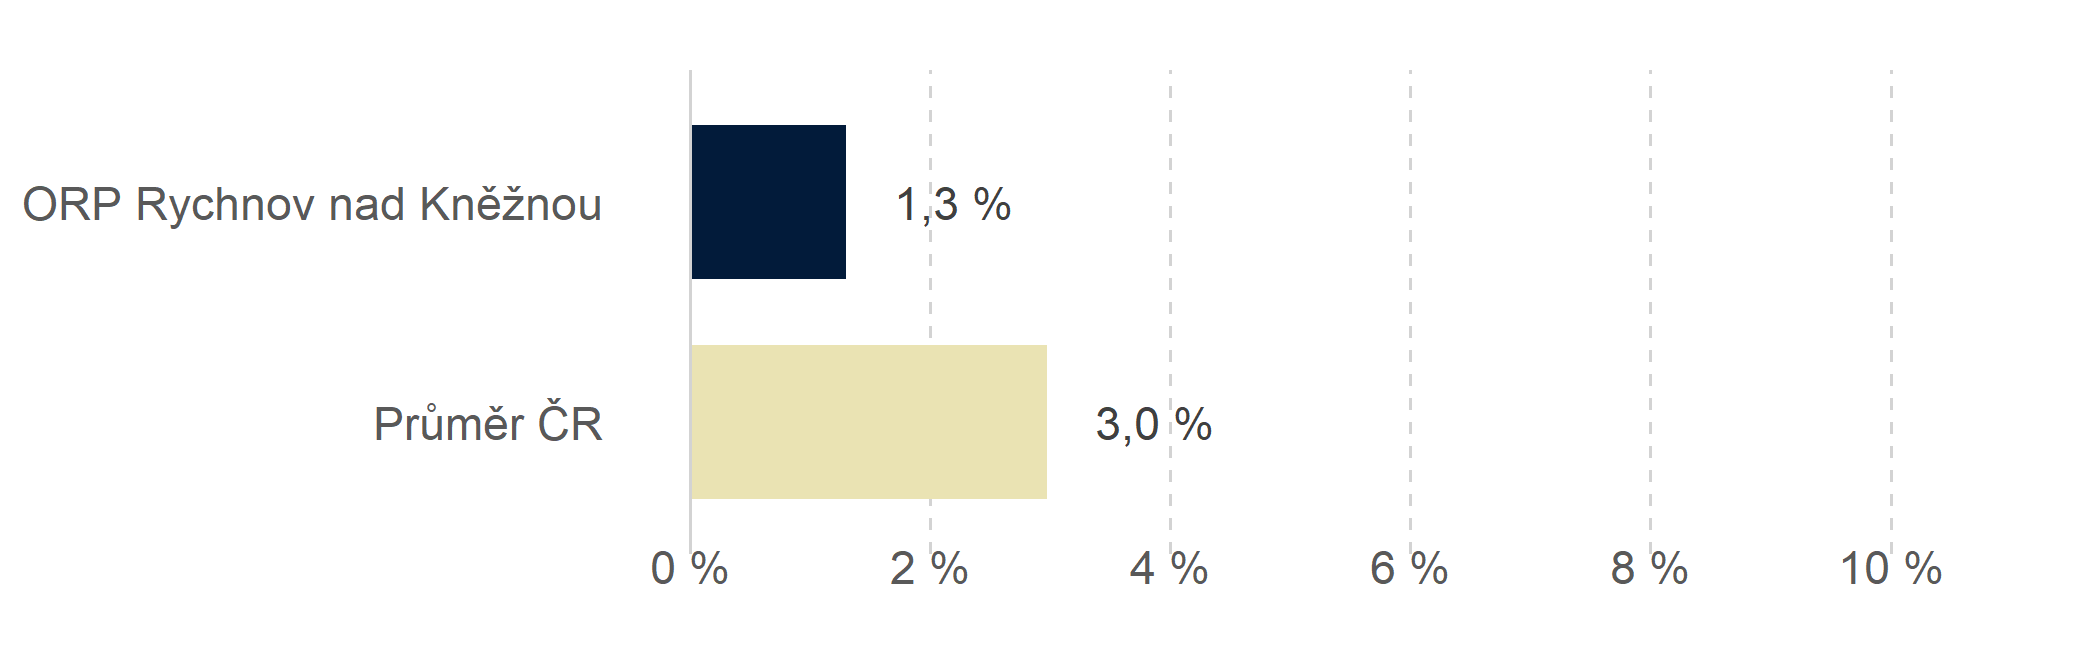 ORP Rychnov nad Kněžnou
1,3 %
Průměr ČR
3,0 %
0 % 2 % 4 % 6 % 8 % 10 %